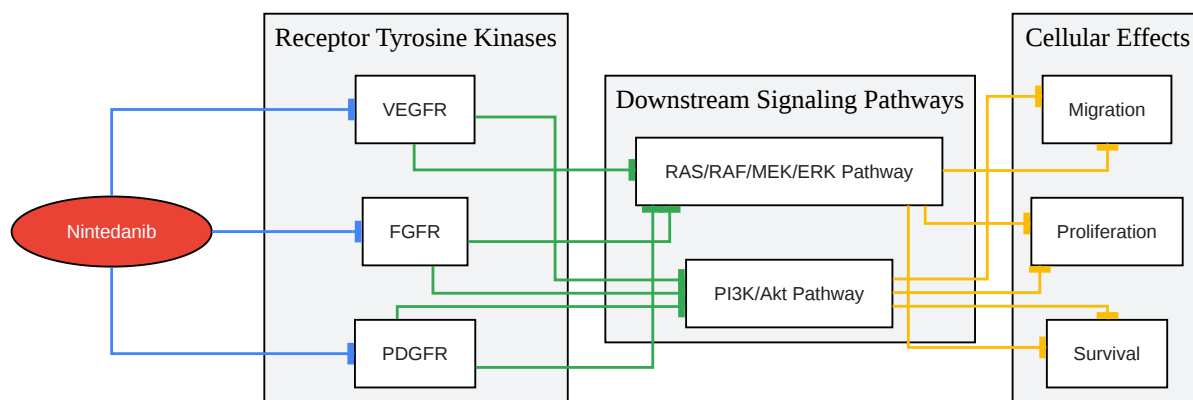 Receptor Tyrosine Kinases
Cellular Effects
Downstream Signaling Pathways
VEGFR
Migration
RAS/RAF/MEK/ERK Pathway
Nintedanib
FGFR
Proliferation
PI3K/Akt Pathway
PDGFR
Survival